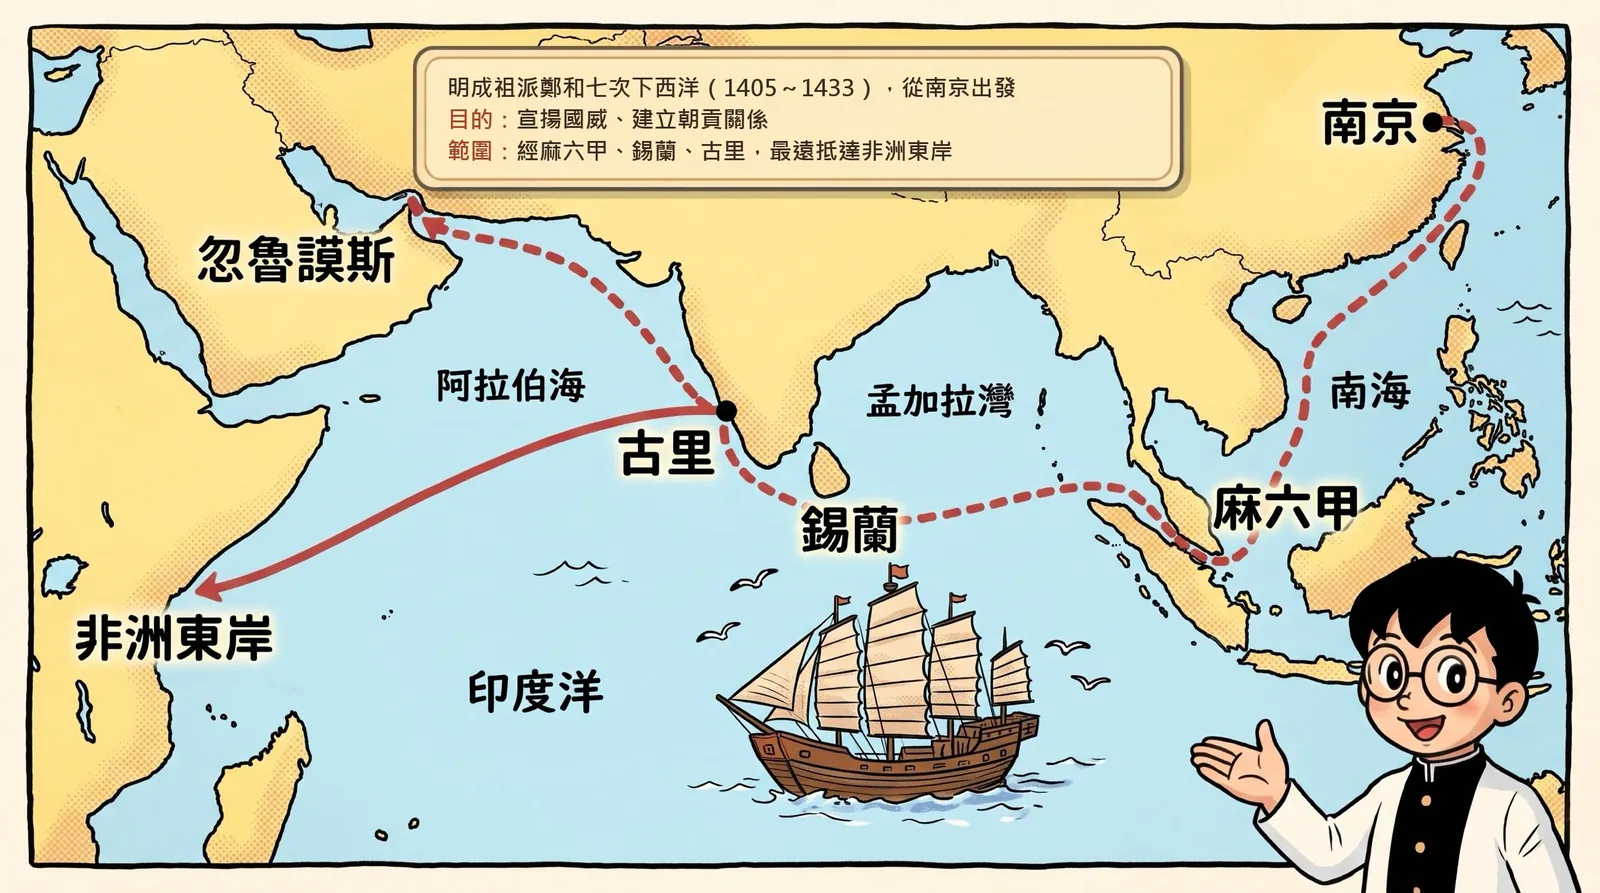 明成祖派鄭和七次下西洋（1405～1433），從南京出發
目的：宣揚國威、建立朝貢關係
範圍：經麻六甲、錫蘭、古里，最遠抵達非洲東岸
南京
忽魯謨斯
阿拉伯海
孟加拉灣
南海
古里
麻六甲
錫蘭
非洲東岸
印度洋